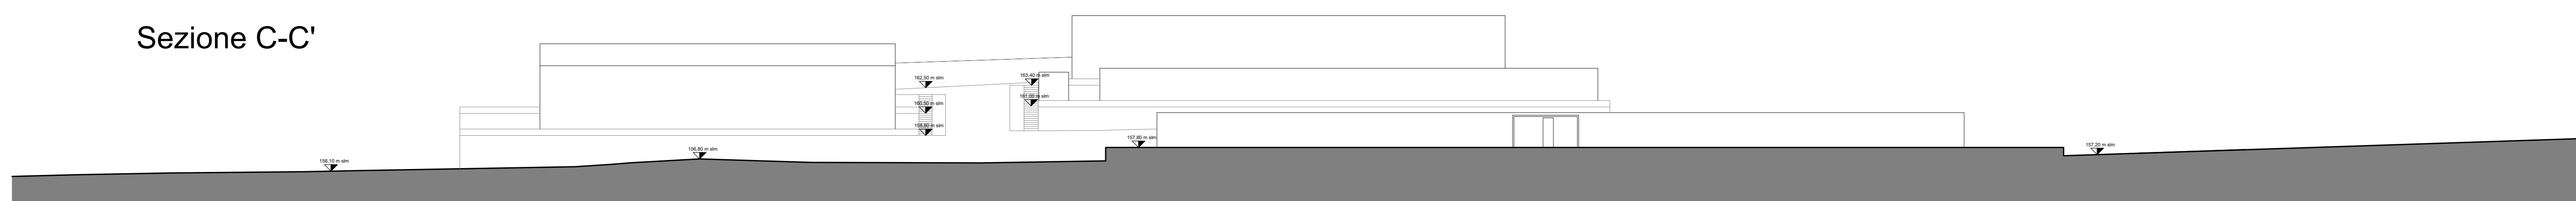 Sezione C-C'
162,50 m slm
163,40 m slm
161,00 m slm
160,50 m slm
158,80 m slm
157,80 m slm
157,20 m slm
156,80 m slm
156,10 m slm